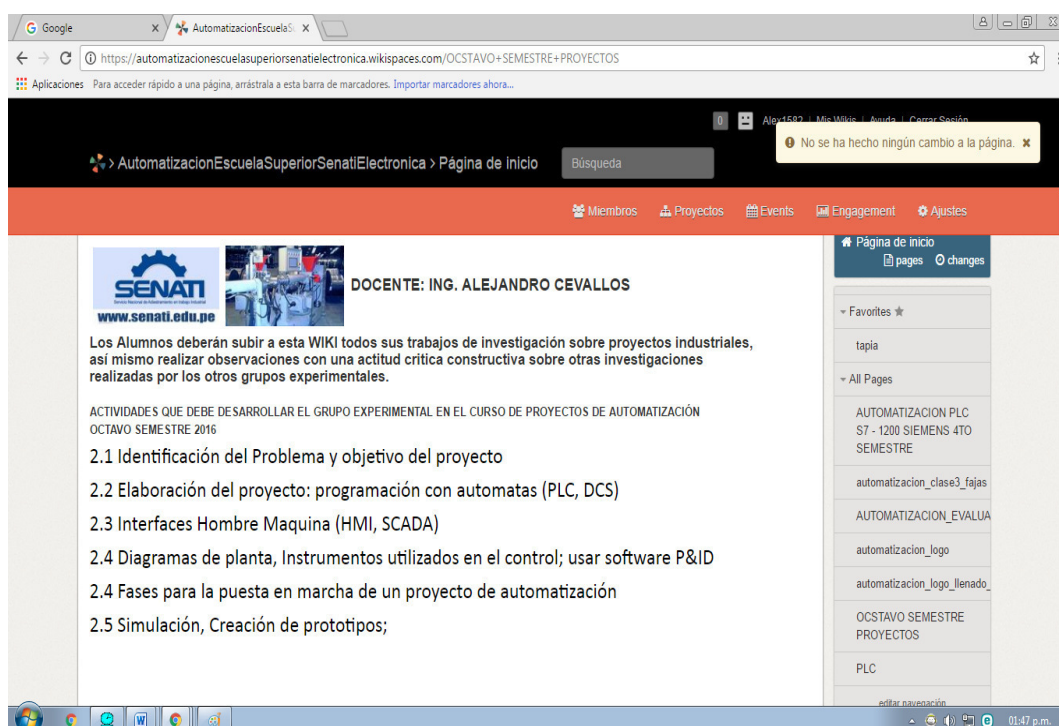 Google
AutomatizacionEscuelaSu
https://automatizacionescuelasuperiorsenatielectronica.wikispaces.com/OCSTAVO+SEMESTRE+PROYECTOS
Aplicaciones Para acceder rápido a una página, arrástrala a esta barra de marcadores. Importar marcadores ahora...
0 Alex1582 | Mis Wikis | Ayuda | Cerrar Sesión
No se ha hecho ningún cambio a la página. x
> AutomatizacionEscuelaSuperiorSenatiElectronica > Página de inicio
Búsqueda
Miembros Proyectos Events Engagement Ajustes
SENATI
www.senati.edu.pe
DOCENTE: ING. ALEJANDRO CEVALLOS
Los Alumnos deberán subir a esta WIKI todos sus trabajos de investigación sobre proyectos industriales,
así mismo realizar observaciones con una actitud critica constructiva sobre otras investigaciones
realizadas por los otros grupos experimentales.
ACTIVIDADES QUE DEBE DESARROLLAR EL GRUPO EXPERIMENTAL EN EL CURSO DE PROYECTOS DE AUTOMATIZACIÓN
OCTAVO SEMESTRE 2016
2.1 Identificación del Problema y objetivo del proyecto
2.2 Elaboración del proyecto: programación con automatas (PLC, DCS)
2.3 Interfaces Hombre Maquina (HMI, SCADA)
2.4 Diagramas de planta, Instrumentos utilizados en el control; usar software P&ID
2.4 Fases para la puesta en marcha de un proyecto de automatización
2.5 Simulación, Creación de prototipos;
Página de inicio
pages changes
Favorites
tapia
All Pages
AUTOMATIZACION PLC
S7 - 1200 SIEMENS 4TO
SEMESTRE
automatizacion_clase3_fajas
AUTOMATIZACION_EVALUA
automatizacion_logo
automatizacion_logo_llenado_
OCSTAVO SEMESTRE
PROYECTOS
PLC
editar navegación
01:47 p.m.